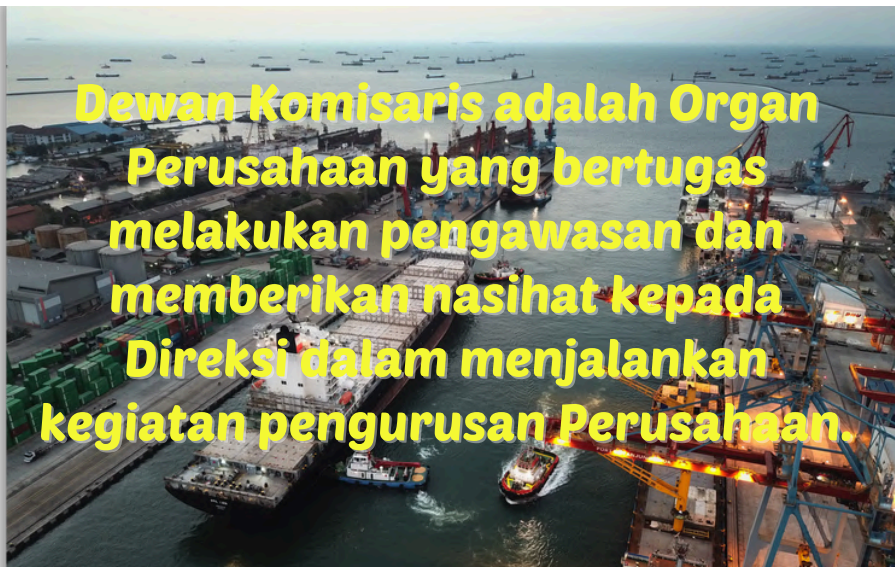 Dewan Komisaris adalah Organ
Perusahaan yang bertugas
melakukan pengawasan dan
memberikan nasihat kepada
Direksi dalam menjalankan
kegiatan pengurusan Perusahaan.